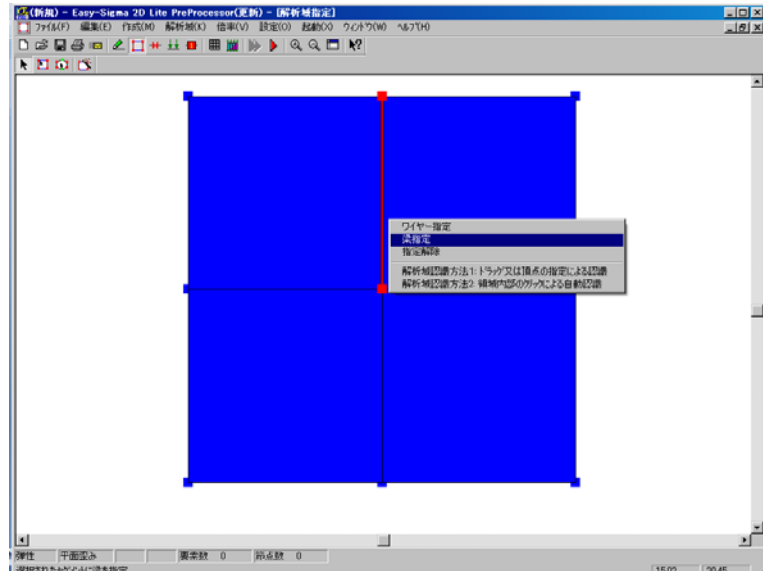 (新規) - Easy-Sigma 2D Lite PreProcessor(更新) - [解析域指定]
ファイル(F) 編集(E) 作成(M) 解析域(K) 倍率(V) 設定(O) 起動(X) ウィンドウ(W) ヘルプ(H)
ワイヤー指定
梁指定
指定解除
解析域認識方法1:ドラッグ又は頂点の指定による認識
解析域認識方法2 領域内部のクリックによる自動認識
弾性 平面歪み 要素数 0 節点数 0
15.02 20.45